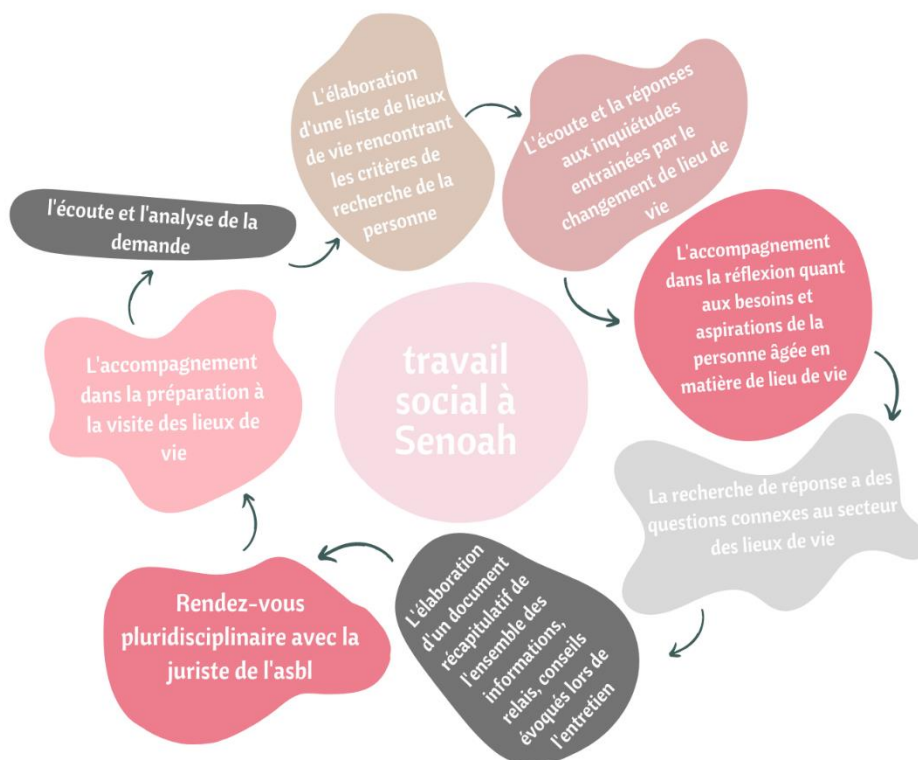 L'élaboration
d'une liste de lieux
de vie rencontrant
les critères de
recherche de la
personne
L'écoute et la réponses
aux inquiétudes
entrainées par le
changement de lieu de
vie
l'écoute et l'analyse de la
demande
L'accompagnement
dans la réflexion quant
aux besoins et
aspirations de la
personne âgée en
matière de lieu de vie
travail
social à
Senoah
L'accompagnement
dans la préparation à
la visite des lieux de
vie
La recherche de réponse a des
questions connexes au secteur
des lieux de vie
L'élaboration
d'un document
récapitulatif de
l'ensemble des
informations,
relais, conseils
évoqués lors de
l'entretien
Rendez-vous
pluridisciplinaire avec la
juriste de l'asbl